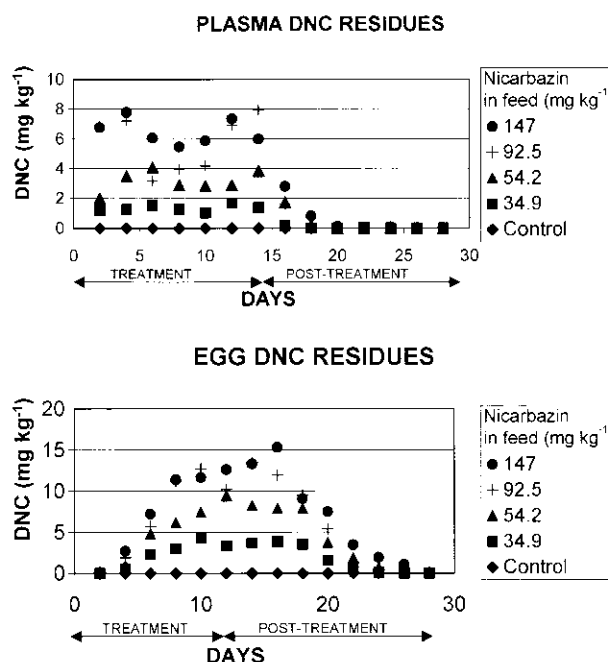 PLASMA DNC RESIDUES
DNC (mg kg⁻¹)
10
8
6
4
2
0
0 5 10 15 20 25 30
TREATMENT POST-TREATMENT
DAYS
Nicarbazin
in feed (mg kg⁻¹
147
92.5
54.2
34.9
Control
EGG DNC RESIDUES
DNC (mg kg⁻¹)
20
15
10
5
0
0 10 20 30
TREATMENT POST-TREATMENT
DAYS
Nicarbazin
in feed (mg kg⁻¹
147
92.5
54.2
34.9
Control